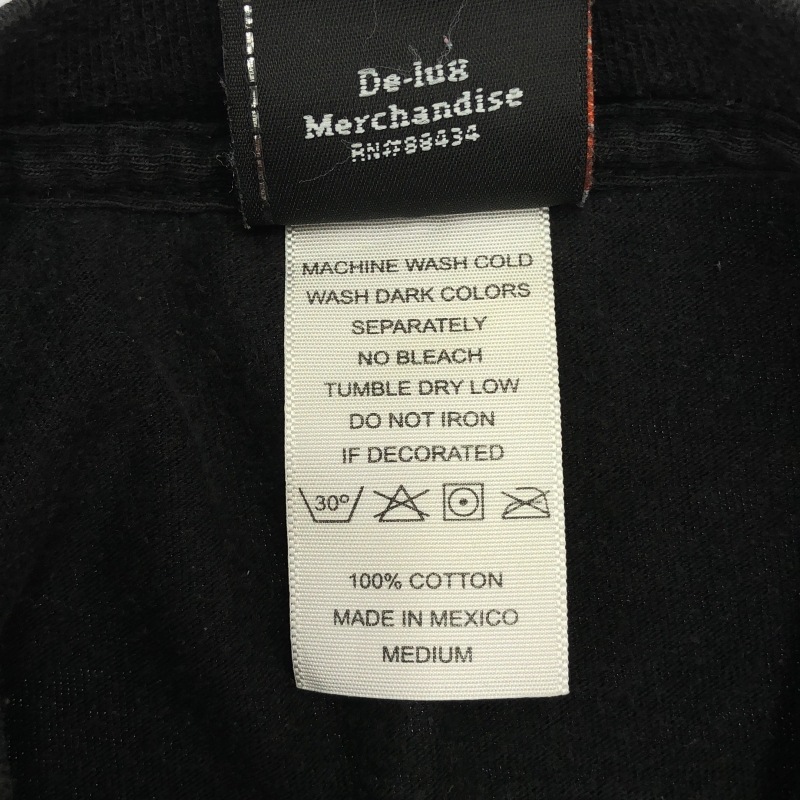 De-lux
Merchandise
RN#88434
MACHINE WASH COLD
WASH DARK COLORS
SEPARATELY
NO BLEACH
TUMBLE DRY LOW
DO NOT IRON
IF DECORATED
30°
100% COTTON
MADE IN MEXICO
MEDIUM